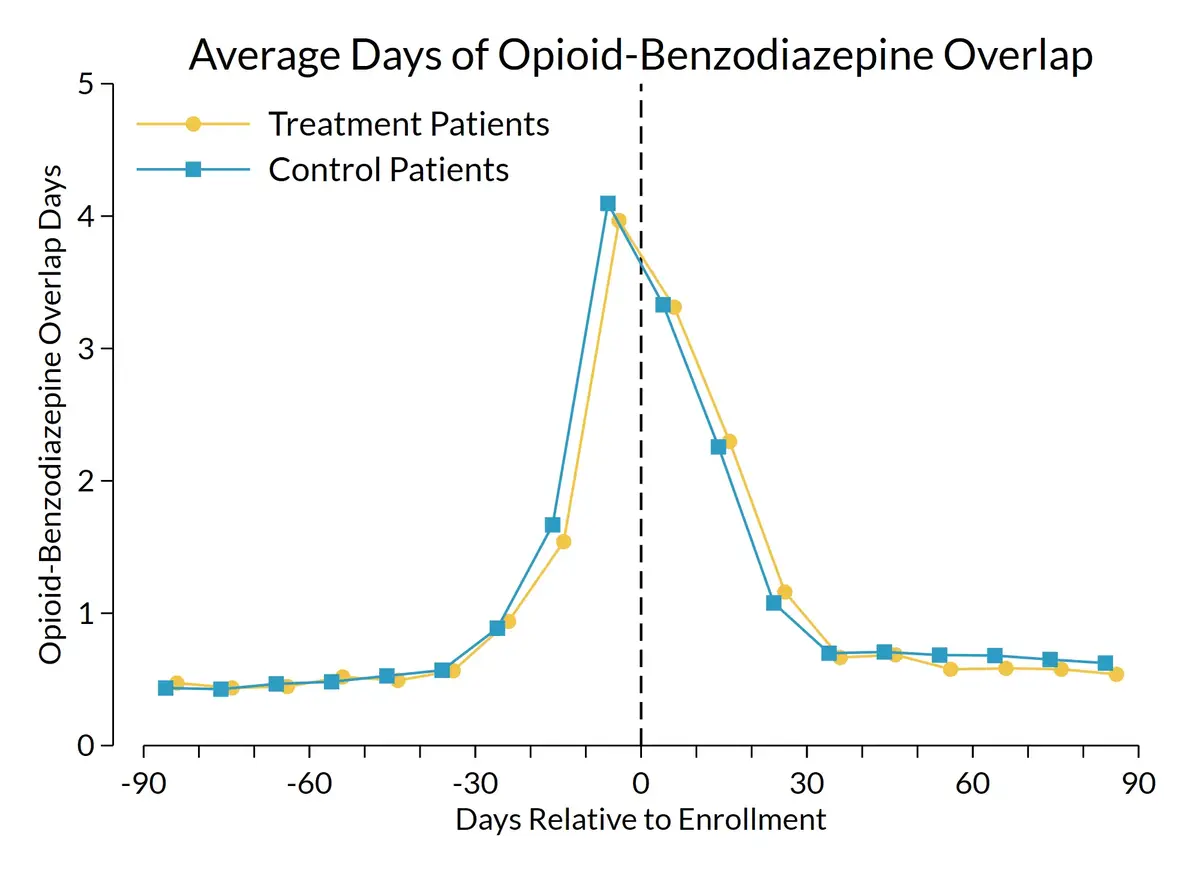 Average Days of Opioid-Benzodiazepine Overlap
Treatment Patients
Control Patients
Opioid-Benzodiazepine Overlap Days
5
4
3
2
1
0
-90 -60 -30 0 30 60 90
Days Relative to Enrollment